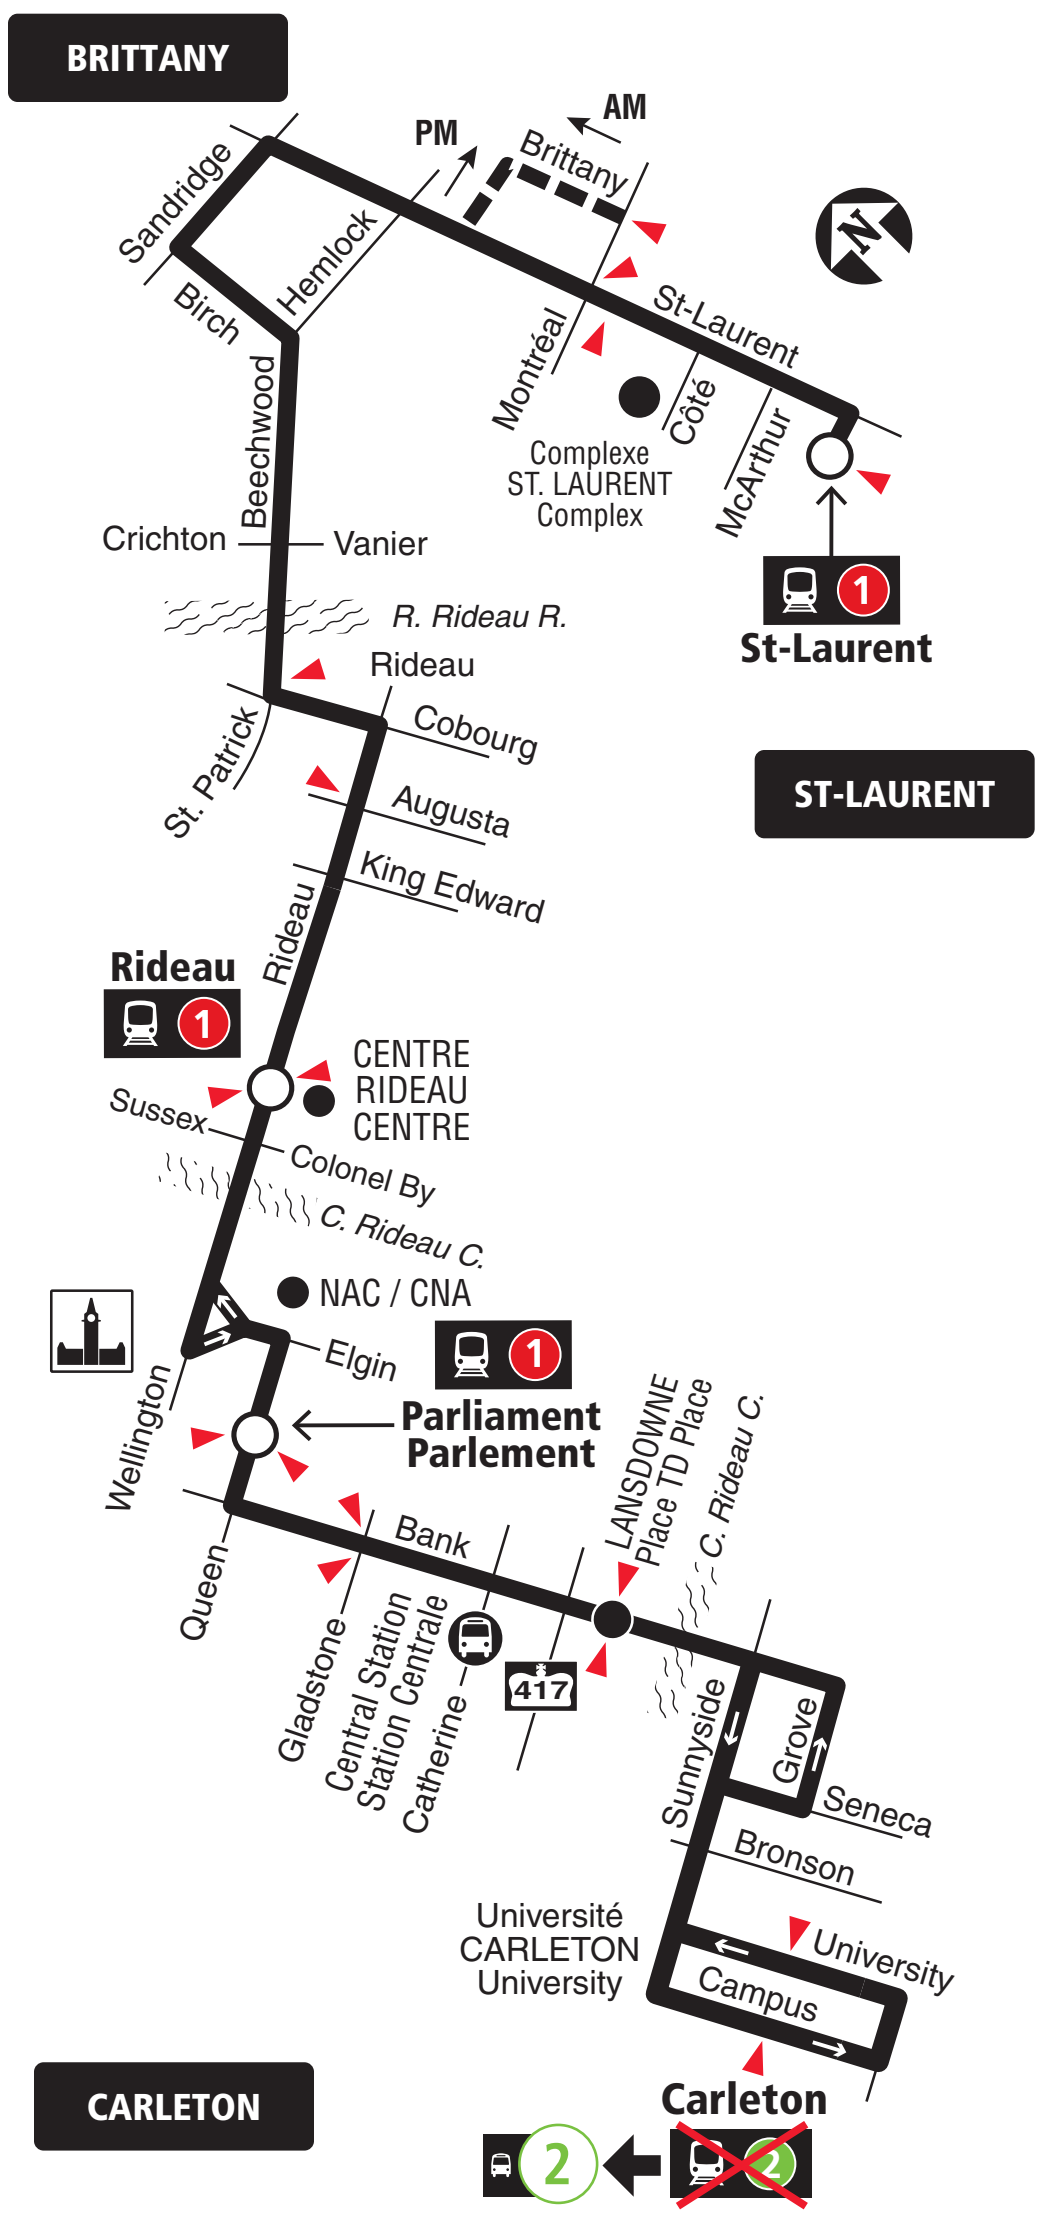 BRITTANY
AM
PM
Brittany
Sandridge
Hemlock
N
Birch
St-Laurent
Montréal
Beechwood
Côté
McArthur
Complexe
ST. LAURENT
Complex
Crichton
Vanier
1
St-Laurent
R. Rideau R.
Rideau
Cobourg
St. Patrick
ST-LAURENT
Augusta
King Edward
Rideau
Rideau
1
CENTRE
RIDEAU
CENTRE
Sussex
Colonel By
C. Rideau C.
NAC / CNA
Elgin
1
Parliament
Parlement
Wellington
LANSDOWNE
Place TD Place
C. Rideau C.
Bank
Queen
Gladstone
Central Station
Station Centrale
Catherine
417
Sunnyside
Grove
Seneca
Bronson
Université
CARLETON
University
University
Campus
CARLETON
Carleton
2
2